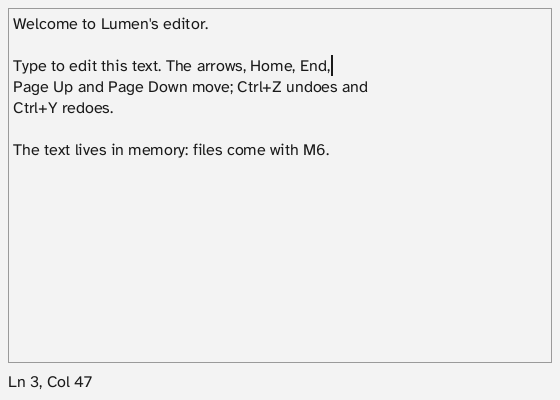 Welcome to Lumen's editor.
Type to edit this text. The arrows, Home, End,
Page Up and Page Down move; Ctrl+Z undoes and
Ctrl+Y redoes.
The text lives in memory: files come with M6.
Ln 3, Col 47